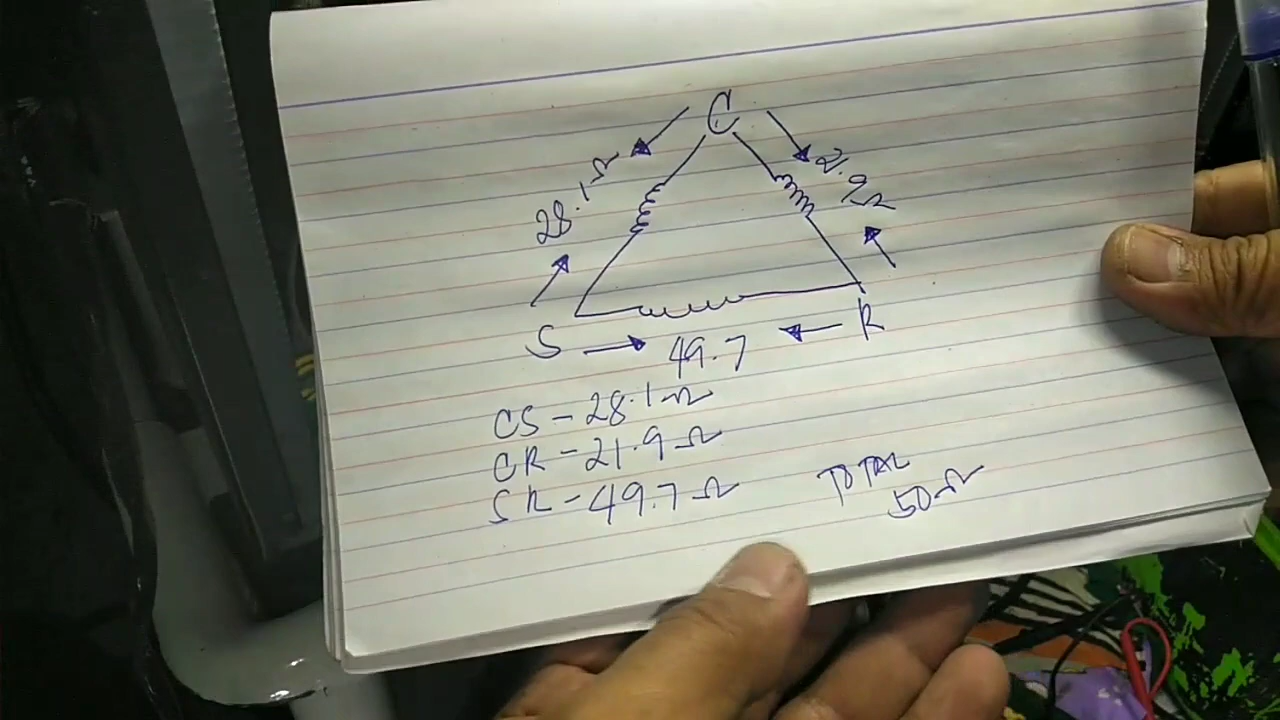 C
28.1Ω
21.9Ω
S
49.7
R
CS - 28.1Ω
CR - 21.9Ω
SR - 49.7Ω
TOTAL
50Ω